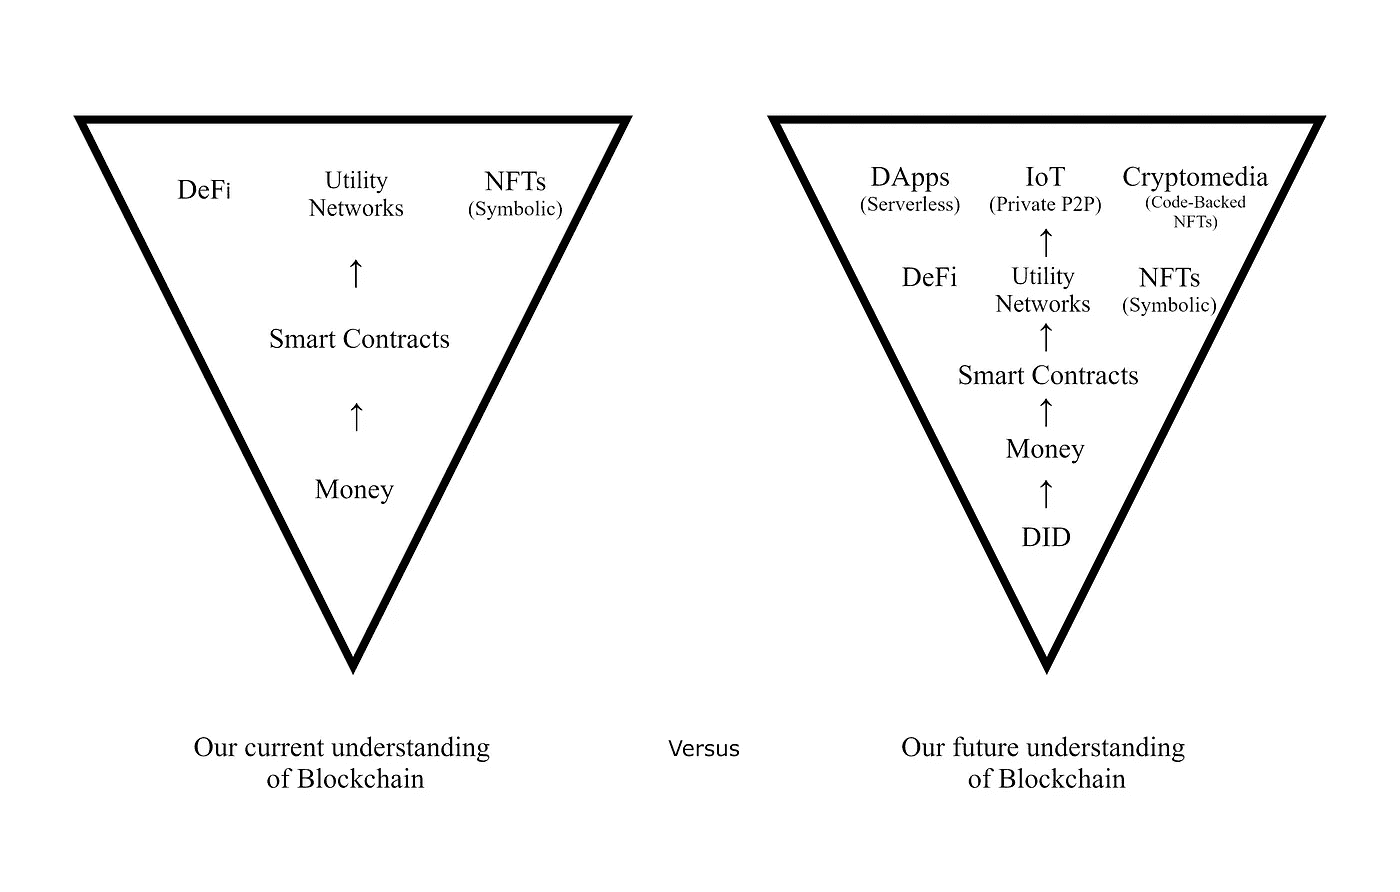 DeFi
Utility
Networks
NFTs
(Symbolic)
↑
Smart Contracts
↑
Money
Our current understanding
of Blockchain
Versus
DApps
(Serverless)
IoT
(Private P2P)
Cryptomedia
(Code-Backed
NFTs)
↑
DeFi
Utility
Networks
NFTs
(Symbolic)
↑
Smart Contracts
↑
Money
↑
DID
Our future understanding
of Blockchain